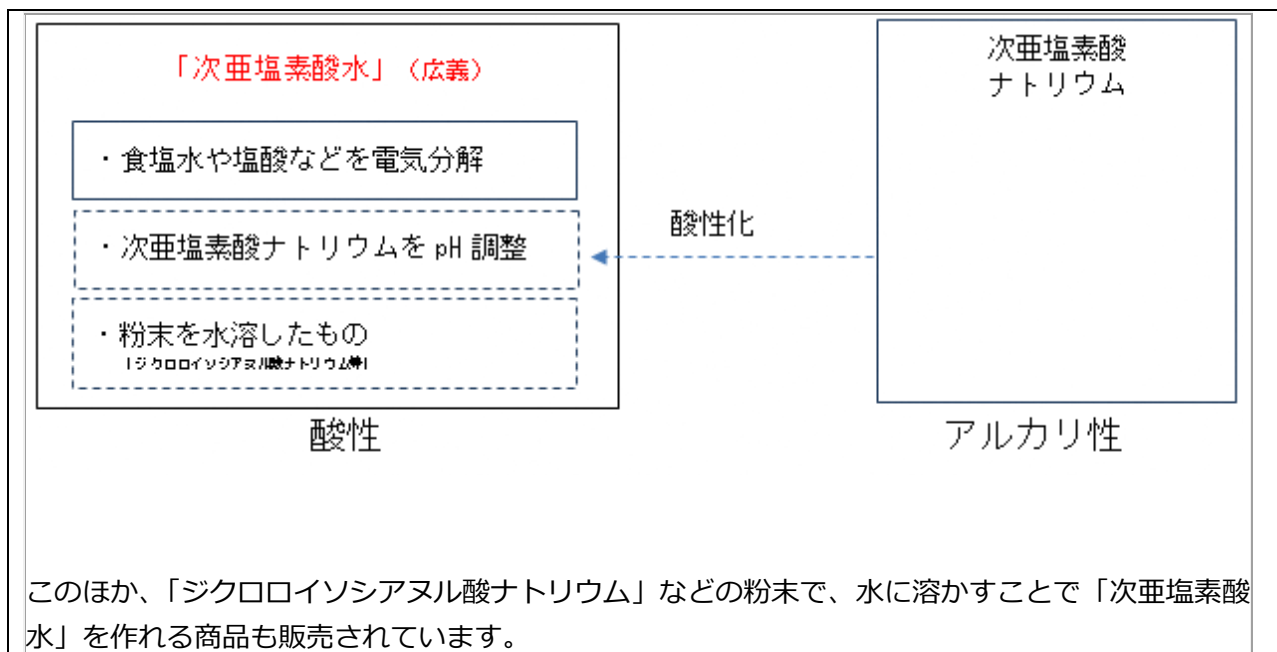 「次亜塩素酸水」（広義）
・食塩水や塩酸などを電気分解
・次亜塩素酸ナトリウムを pH 調整
・粉末を水溶したもの
（ジクロロイソシアヌル酸ナトリウム等）
酸性
酸性化
次亜塩素酸
ナトリウム
アルカリ性
このほか、「ジクロロイソシアヌル酸ナトリウム」などの粉末で、水に溶かすことで「次亜塩素酸
水」を作れる商品も販売されています。